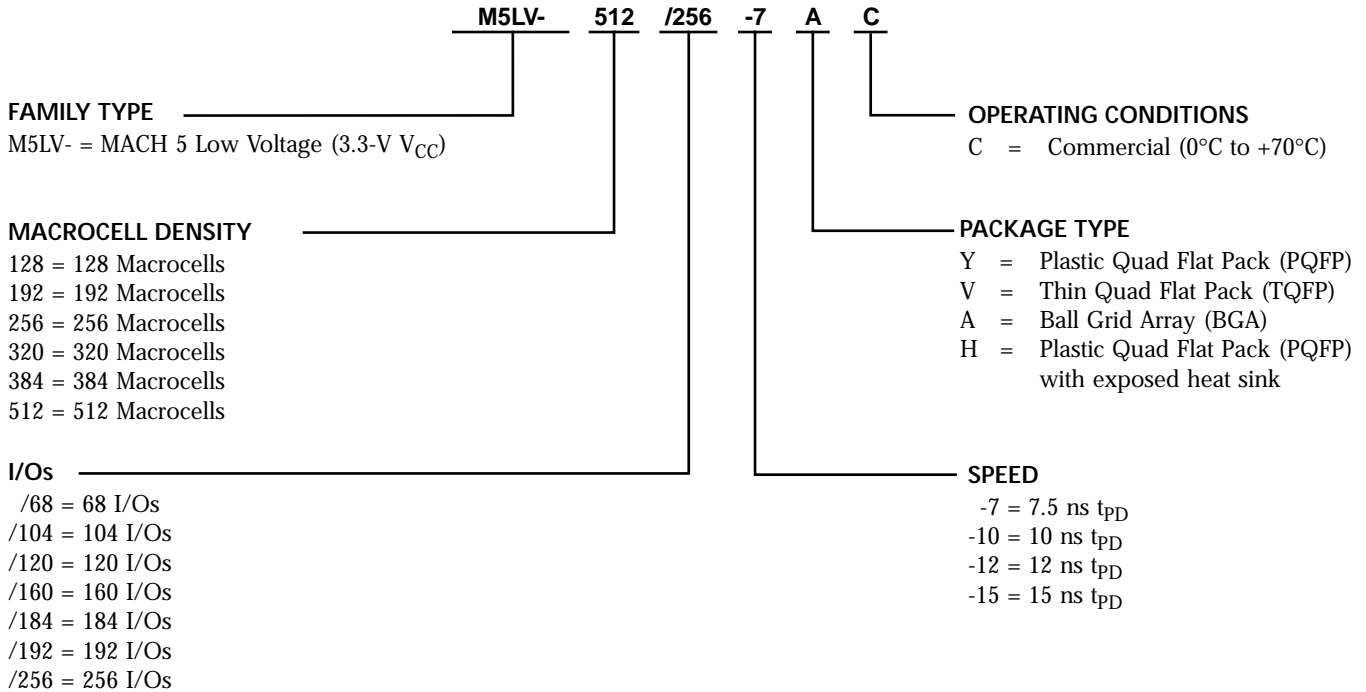 M5LV- 512 /256 -7 A C
FAMILY TYPE
M5LV- = MACH 5 Low Voltage (3.3-V VCC)
MACROCELL DENSITY
128 = 128 Macrocells
192 = 192 Macrocells
256 = 256 Macrocells
320 = 320 Macrocells
384 = 384 Macrocells
512 = 512 Macrocells
I/Os
/68 = 68 I/Os
/104 = 104 I/Os
/120 = 120 I/Os
/160 = 160 I/Os
/184 = 184 I/Os
/192 = 192 I/Os
/256 = 256 I/Os
OPERATING CONDITIONS
C = Commercial (0°C to +70°C)
PACKAGE TYPE
Y = Plastic Quad Flat Pack (PQFP)
V = Thin Quad Flat Pack (TQFP)
A = Ball Grid Array (BGA)
H = Plastic Quad Flat Pack (PQFP)
with exposed heat sink
SPEED
-7 = 7.5 ns tPD
-10 = 10 ns tPD
-12 = 12 ns tPD
-15 = 15 ns tPD